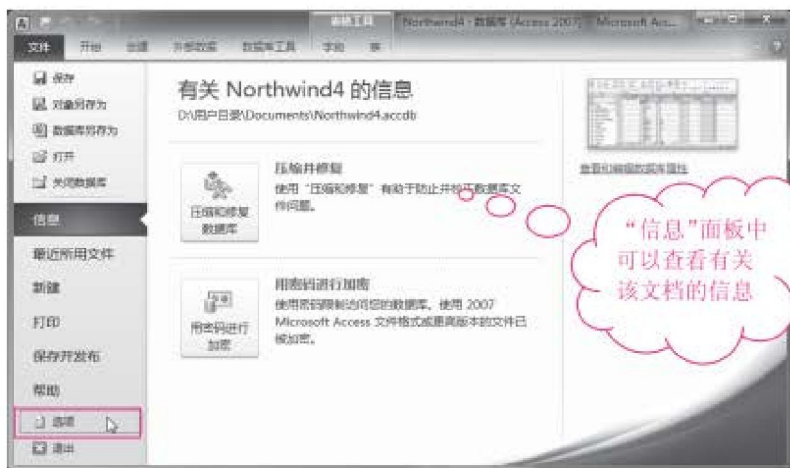 表格工具
Northwind4 : 数据库 (Access 2007) Microsoft Acc...
文件 开始 创建 外部数据 数据库工具 字段 表
保存
对象另存为
数据库另存为
打开
关闭数据库
信息
最近所用文件
新建
打印
保存并发布
帮助
选项
退出
有关 Northwind4 的信息
D:\用户目录\Documents\Northwind4.accdb
压缩和修复
数据库
压缩并修复
使用“压缩和修复”有助于防止并校正数据库文
件问题。
用密码进行
加密
用密码进行加密
使用密码限制访问您的数据库。使用 2007
Microsoft Access 文件格式或更高版本的文件已
被加密。
查看和编辑数据库属性
“信息”面板中
可以查看有关
该文档的信息